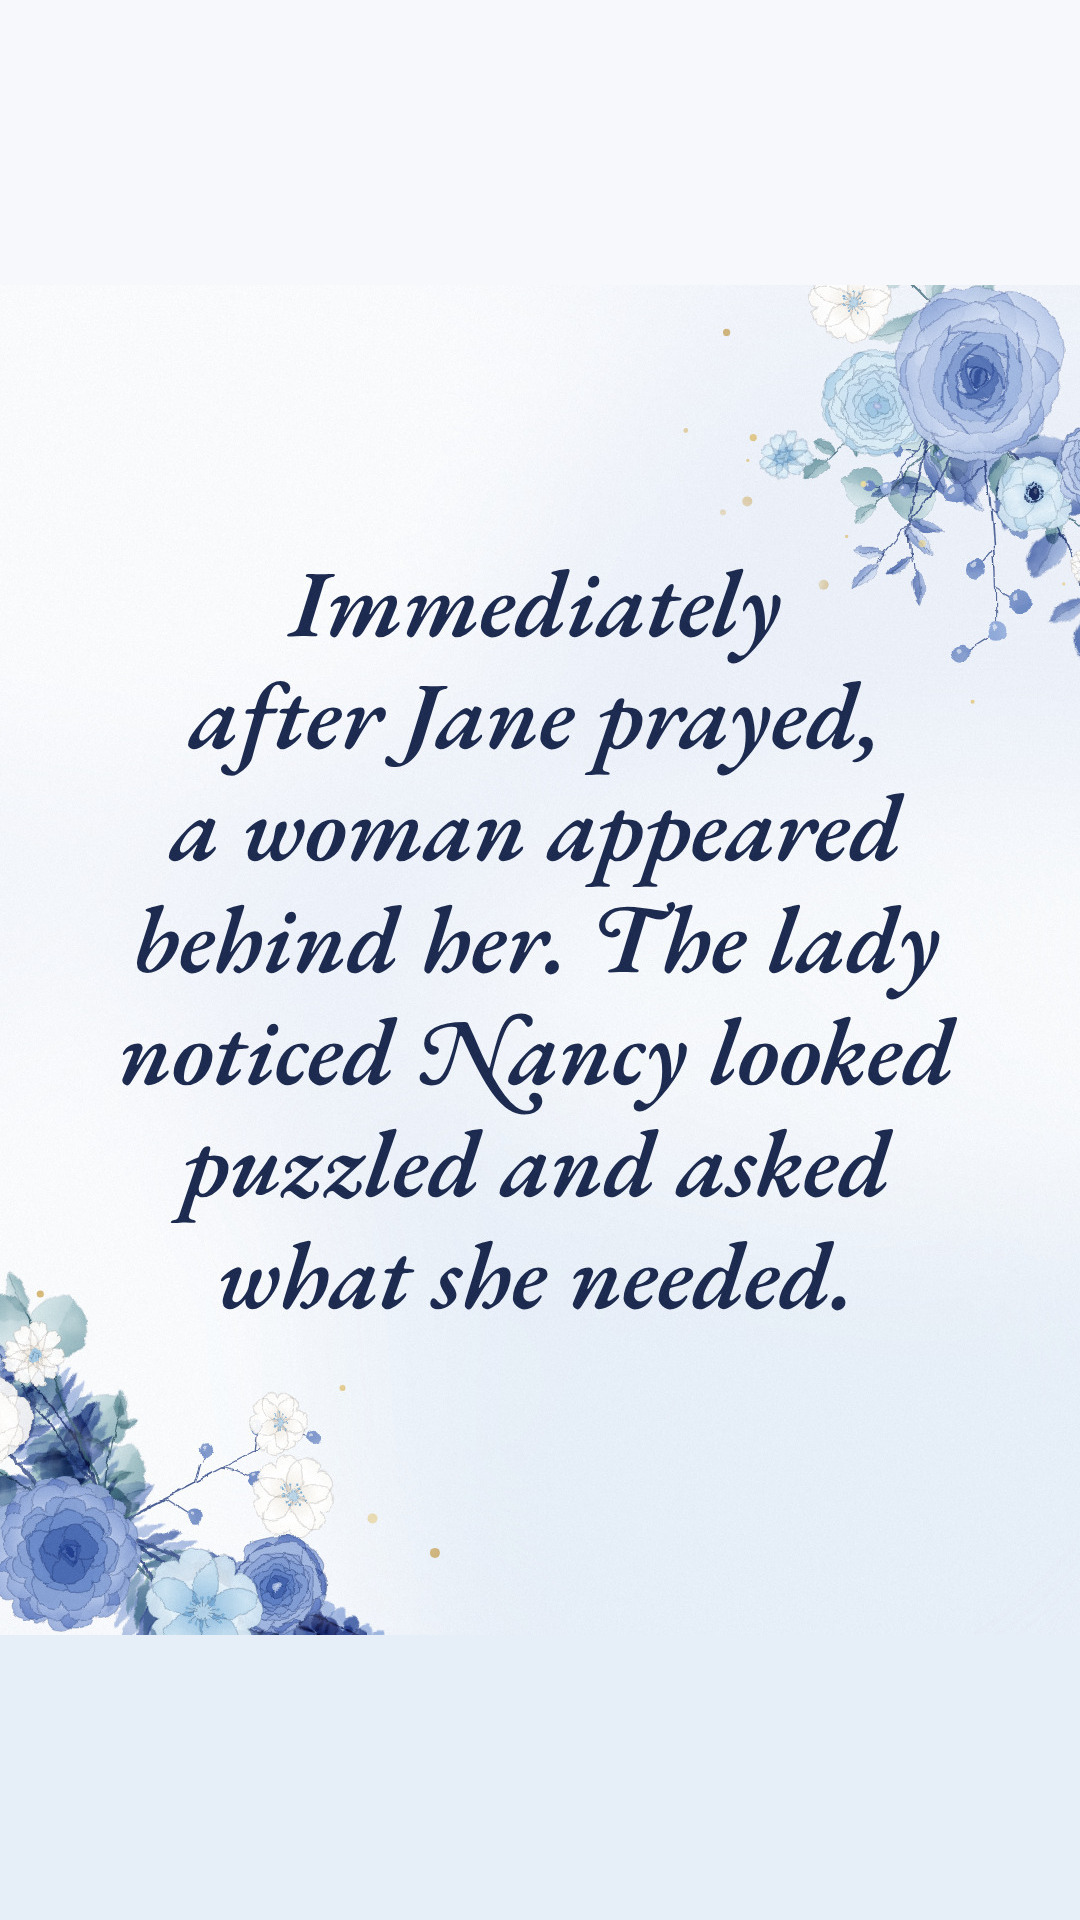 Immediately
after Jane prayed,
a woman appeared
behind her. The lady
noticed Nancy looked
puzzled and asked
what she needed.